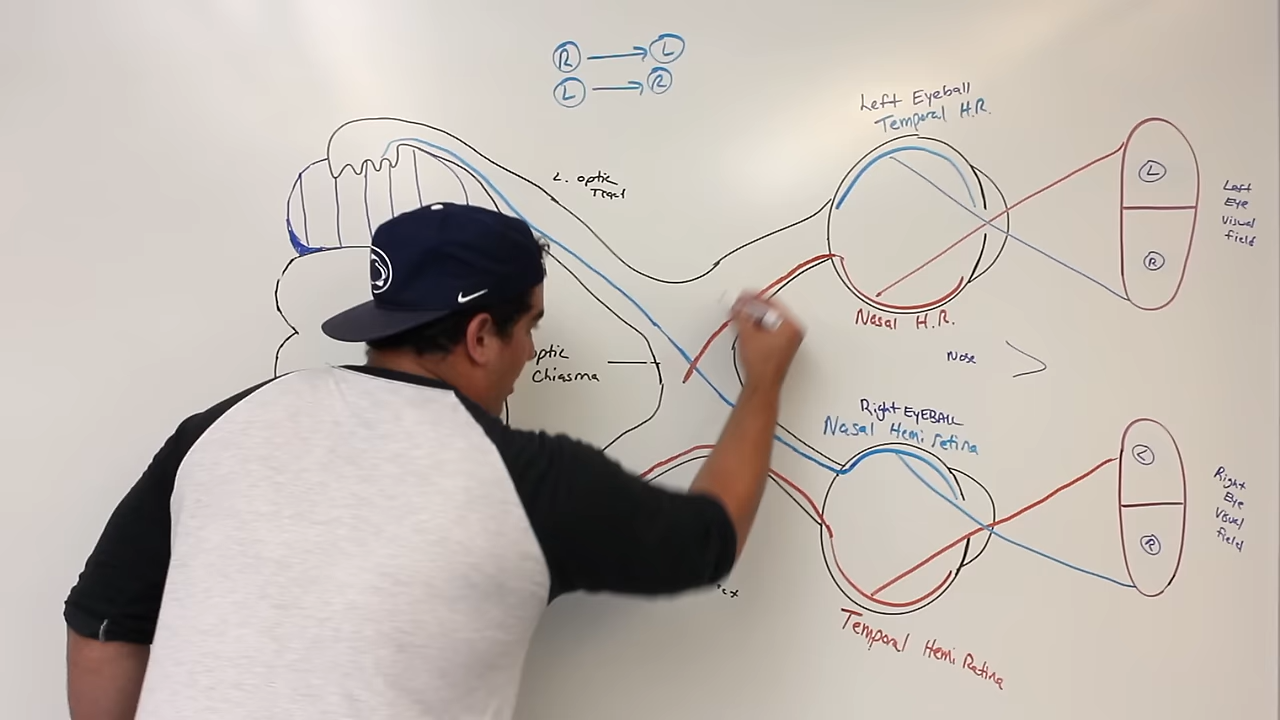 R → L
L → R
L. optic
Tract
Left Eyeball
Temporal H.R.
L
R
Left
Eye
Visual
field
Nasal H.R.
Nose
optic
Chiasma
Right EYEBALL
Nasal Hemi retina
L
R
Right
Eye
Visual
field
Temporal Hemi Retina